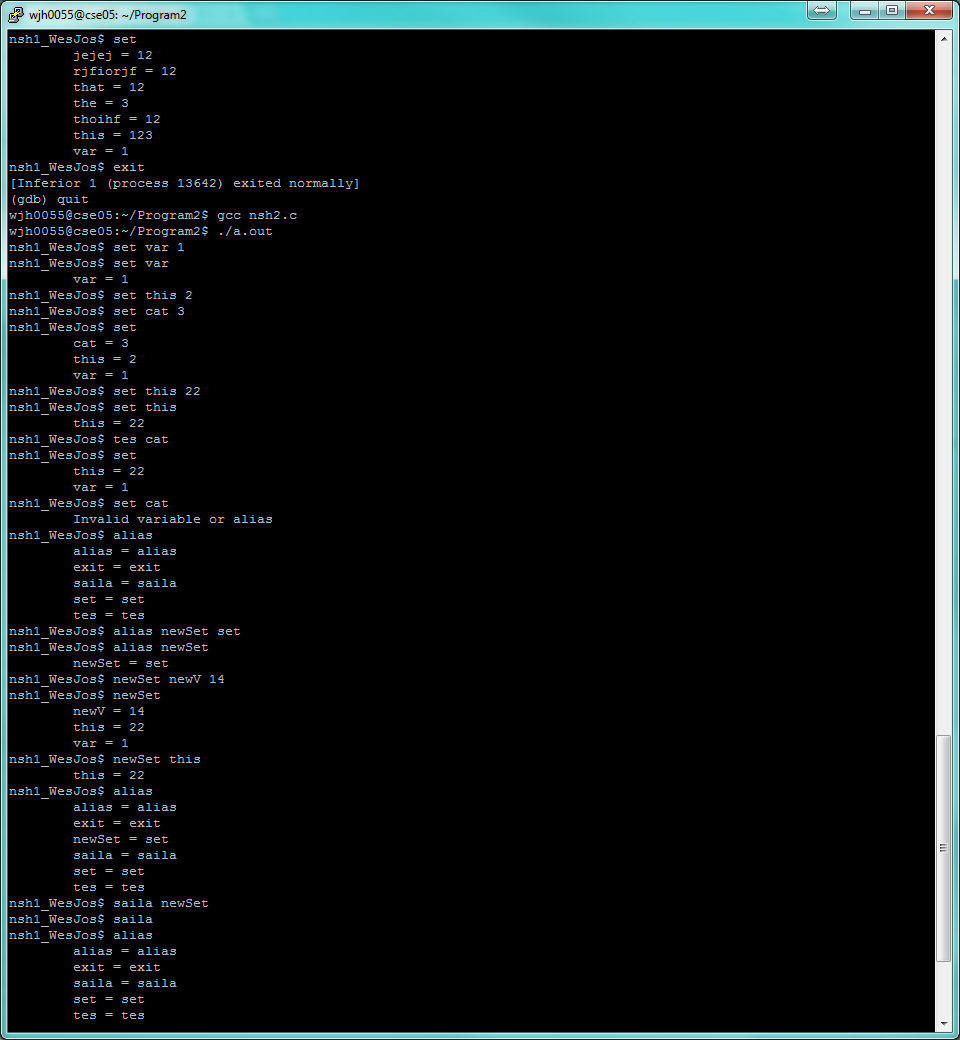 wjh0055@cse05: ~/Program2
nsh1_WesJos$ set
jejej = 12
rjfiorjf = 12
that = 12
the = 3
thoihf = 12
this = 123
var = 1
nsh1_WesJos$ exit
[Inferior 1 (process 13642) exited normally]
(gdb) quit
wjh0055@cse05:~/Program2$ gcc nsh2.c
wjh0055@cse05:~/Program2$ ./a.out
nsh1_WesJos$ set var 1
nsh1_WesJos$ set var
var = 1
nsh1_WesJos$ set this 2
nsh1_WesJos$ set cat 3
nsh1_WesJos$ set
cat = 3
this = 2
var = 1
nsh1_WesJos$ set this 22
nsh1_WesJos$ set this
this = 22
nsh1_WesJos$ tes cat
nsh1_WesJos$ set
this = 22
var = 1
nsh1_WesJos$ set cat
Invalid variable or alias
nsh1_WesJos$ alias
alias = alias
exit = exit
saila = saila
set = set
tes = tes
nsh1_WesJos$ alias newSet set
nsh1_WesJos$ alias newSet
newSet = set
nsh1_WesJos$ newSet newV 14
nsh1_WesJos$ newSet
newV = 14
this = 22
var = 1
nsh1_WesJos$ newSet this
this = 22
nsh1_WesJos$ alias
alias = alias
exit = exit
newSet = set
saila = saila
set = set
tes = tes
nsh1_WesJos$ saila newSet
nsh1_WesJos$ saila
nsh1_WesJos$ alias
alias = alias
exit = exit
saila = saila
set = set
tes = tes